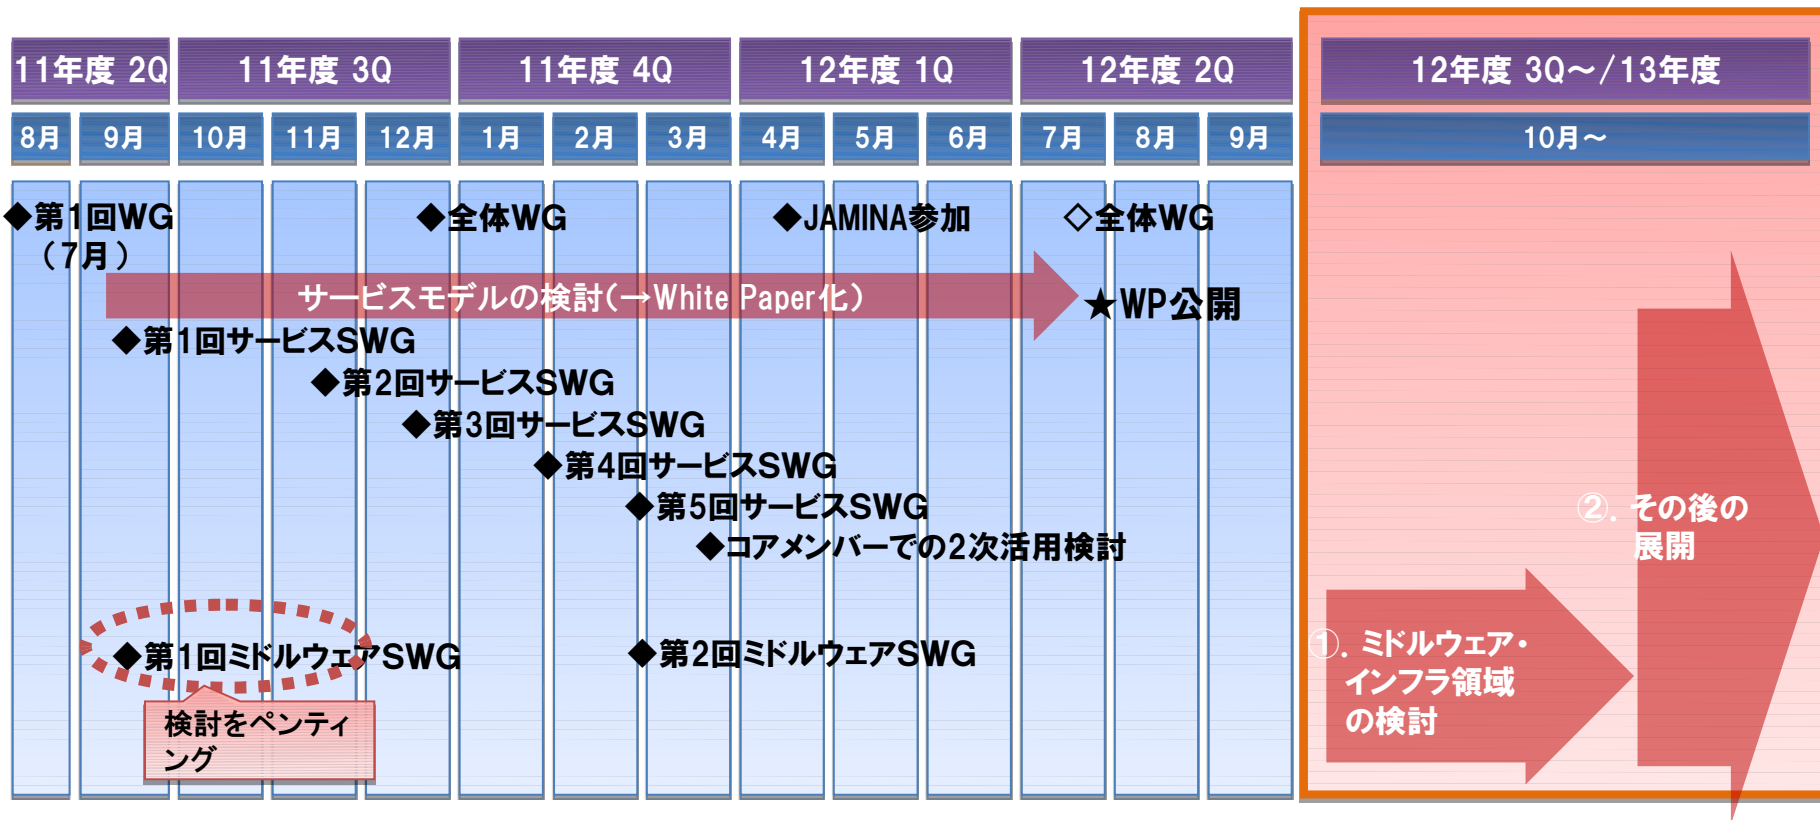 11年度 2Q
11年度 3Q
11年度 4Q
12年度 1Q
12年度 2Q
12年度 3Q～/13年度
8月
9月
10月
11月
12月
1月
2月
3月
4月
5月
6月
7月
8月
9月
10月～
◆第1回WG
（7月）
◆全体WG
◆JAMINA参加
◇全体WG
サービスモデルの検討（→White Paper化）
★WP公開
◆第1回サービスSWG
◆第2回サービスSWG
◆第3回サービスSWG
◆第4回サービスSWG
◆第5回サービスSWG
◆コアメンバーでの2次活用検討
◆第1回ミドルウェアSWG
◆第2回ミドルウェアSWG
検討をペンティ
ング
①．ミドルウェア・
インフラ領域
の検討
②．その後の
展開